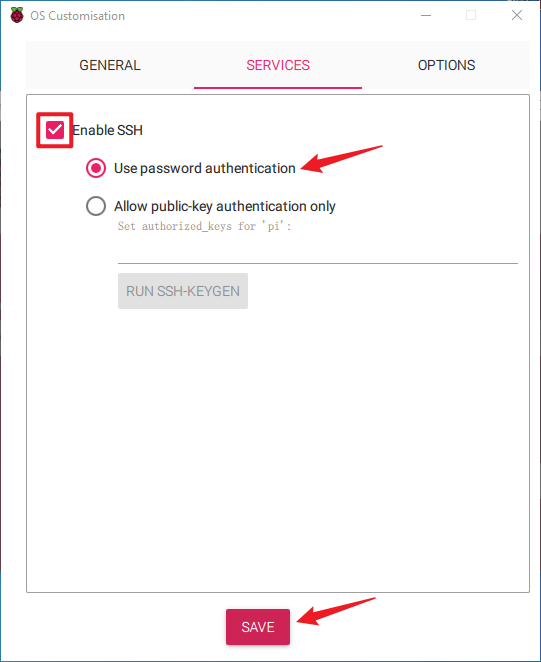 OS Customisation
GENERAL SERVICES OPTIONS
Enable SSH
Use password authentication
Allow public-key authentication only
Set authorized_keys for 'pi':
RUN SSH-KEYGEN
SAVE